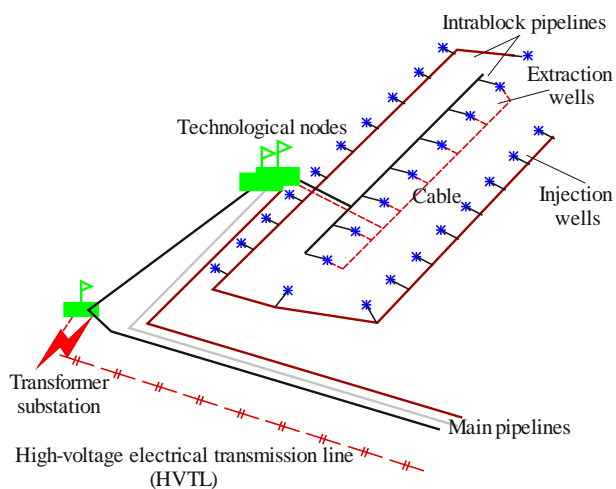 Intrablock pipelines
Extraction
wells
Technological nodes
Cable
Injection
wells
Transformer
substation
Main pipelines
High-voltage electrical transmission line
(HVTL)